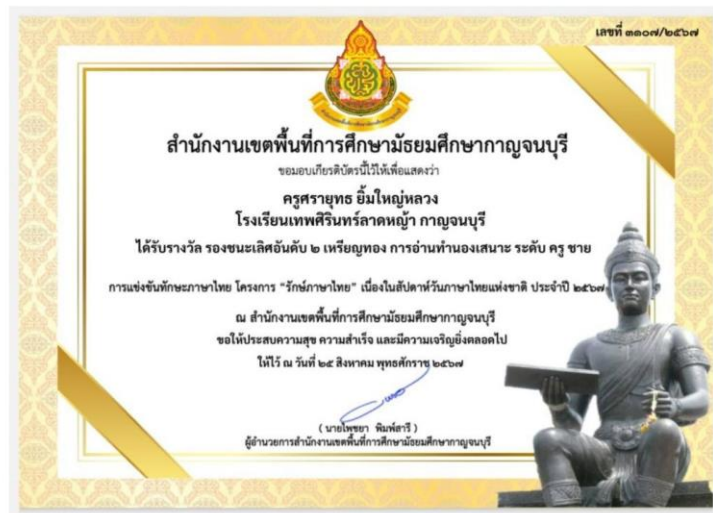 เลขที่ ๓๑๐๗/๒๕๖๗
สำนักงานเขตพื้นที่การศึกษามัธยมศึกษากาญจนบุรี
ขอมอบเกียรติบัตรนี้ไว้ให้เพื่อแสดงว่า
ครูศรายุทธ ยิ้มใหญ่หลวง
โรงเรียนเทพศิรินทร์ลาดหญ้า กาญจนบุรี
ได้รับรางวัล รองชนะเลิศอันดับ ๒ เหรียญทอง การอ่านทำนองเสนาะ ระดับ ครู ชาย
การแข่งขันทักษะภาษาไทย โครงการ "รักษ์ภาษาไทย" เนื่องในสัปดาห์วันภาษาไทยแห่งชาติ ประจำปี ๒๕๖๗
ณ สำนักงานเขตพื้นที่การศึกษามัธยมศึกษากาญจนบุรี
ขอให้ประสบความสุข ความสำเร็จ และมีความเจริญยิ่งตลอดไป
ให้ไว้ ณ วันที่ ๒๕ สิงหาคม พุทธศักราช ๒๕๖๗
( นายไพชยา พิมพ์สารี )
ผู้อำนวยการสำนักงานเขตพื้นที่การศึกษามัธยมศึกษากาญจนบุรี